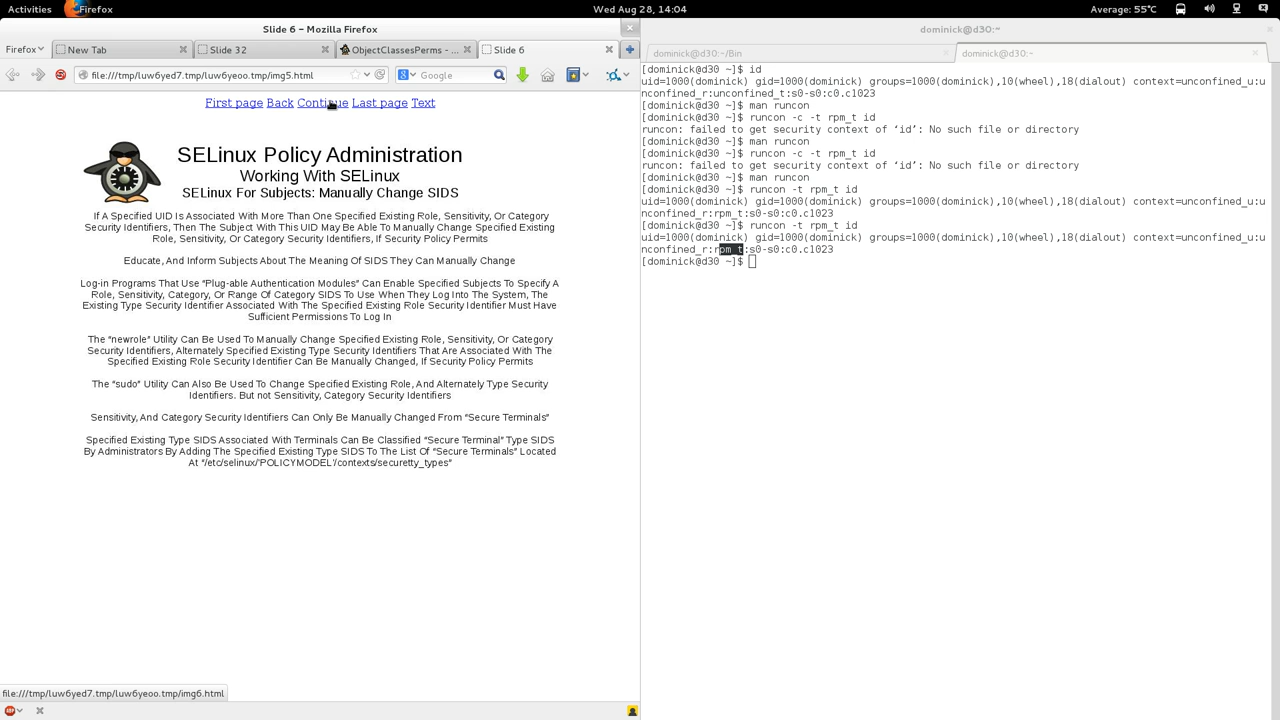 Activities Firefox Wed Aug 28, 14:04 Average: 55°C
Slide 6 - Mozilla Firefox
Firefox New Tab Slide 32 ObjectClassesPerms - ... Slide 6
file:///tmp/luw6yed7.tmp/luw6yeoo.tmp/img5.html Google
First page Back Continue Last page Text
SELinux Policy Administration
Working With SELinux
SELinux For Subjects: Manually Change SIDS
If A Specified UID Is Associated With More Than One Specified Existing Role, Sensitivity, Or Category
Security Identifiers, Then The Subject With This UID May Be Able To Manually Change Specified Existing
Role, Sensitivity, Or Category Security Identifiers, If Security Policy Permits
Educate, And Inform Subjects About The Meaning Of SIDS They Can Manually Change
Log-in Programs That Use "Plug-able Authentication Modules" Can Enable Specified Subjects To Specify A
Role, Sensitivity, Category, Or Range Of Category SIDS To Use When They Log Into The System, The
Existing Type Security Identifier Associated With The Specified Existing Role Security Identifier Must Have
Sufficient Permissions To Log In
The "newrole" Utility Can Be Used To Manually Change Specified Existing Role, Sensitivity, Or Category
Security Identifiers, Alternately Specified Existing Type Security Identifiers That Are Associated With The
Specified Existing Role Security Identifier Can Be Manually Changed, If Security Policy Permits
The "sudo" Utility Can Also Be Used To Change Specified Existing Role, And Alternately Type Security
Identifiers. But not Sensitivity, Category Security Identifiers
Sensitivity, And Category Security Identifiers Can Only Be Manually Changed From "Secure Terminals"
Specified Existing Type SIDS Associated With Terminals Can Be Classified "Secure Terminal" Type SIDS
By Administrators By Adding The Specified Existing Type SIDS To The List Of "Secure Terminals" Located
At "/etc/selinux/'POLICYMODEL'/contexts/securetty_types"
file:///tmp/luw6yed7.tmp/luw6yeoo.tmp/img6.html
dominick@d30:~
dominick@d30:~/Bin dominick@d30:~
[dominick@d30 ~]$ id
uid=1000(dominick) gid=1000(dominick) groups=1000(dominick),10(wheel),18(dialout) context=unconfined_u:u
nconfined_r:unconfined_t:s0-s0:c0.c1023
[dominick@d30 ~]$ man runcon
[dominick@d30 ~]$ runcon -c -t rpm_t id
runcon: failed to get security context of ‘id’: No such file or directory
[dominick@d30 ~]$ man runcon
[dominick@d30 ~]$ runcon -c -t rpm_t id
runcon: failed to get security context of ‘id’: No such file or directory
[dominick@d30 ~]$ man runcon
[dominick@d30 ~]$ runcon -t rpm_t id
uid=1000(dominick) gid=1000(dominick) groups=1000(dominick),10(wheel),18(dialout) context=unconfined_u:u
nconfined_r:rpm_t:s0-s0:c0.c1023
[dominick@d30 ~]$ runcon -t rpm_t id
uid=1000(dominick) gid=1000(dominick) groups=1000(dominick),10(wheel),18(dialout) context=unconfined_u:u
nconfined_r:rpm_t:s0-s0:c0.c1023
[dominick@d30 ~]$